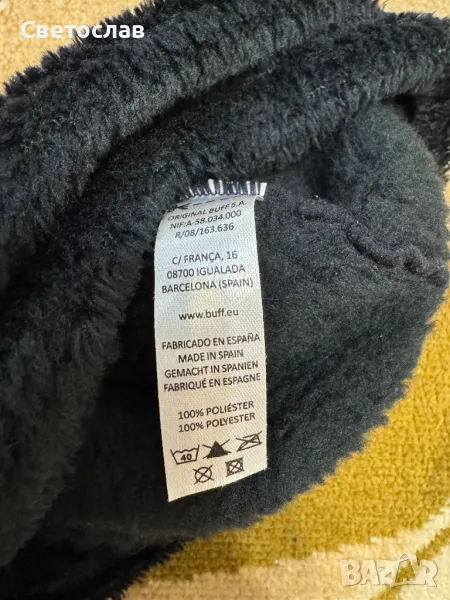 Светослав
ORIGINAL BUFF S.A.
NIF:A-58.034.000
R/08/163.636
C/ FRANÇA, 16
08700 IGUALADA
BARCELONA (SPAIN)
www.buff.eu
FABRICADO EN ESPAÑA
MADE IN SPAIN
GEMACHT IN SPANIEN
FABRIQUÉ EN ESPAGNE
100% POLIÉSTER
100% POLYESTER
40
BAZAR